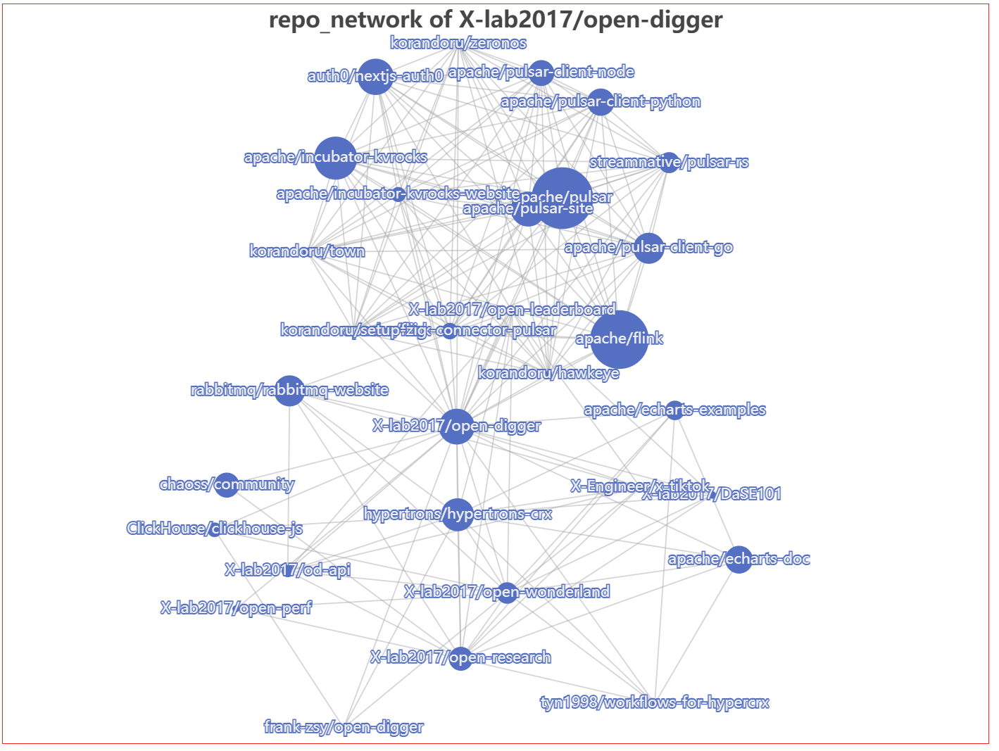 repo_network of X-lab2017/open-digger
korandoru/zeronos
auth0/nextjs-auth0
apache/pulsar-client-node
apache/pulsar-client-python
apache/incubator-kvrocks
streamnative/pulsar-rs
apache/incubator-kvrocks-website
apache/pulsar
apache/pulsar-site
korandoru/town
apache/pulsar-client-go
X-lab2017/open-leaderboard
korandoru/setup-zig
connector-pulsar
apache/flink
korandoru/hawkeye
rabbitmq/rabbitmq-website
apache/echarts-examples
X-lab2017/open-digger
chaoss/community
X-Engineer/x-tiktok
X-lab2017/DaSE101
hypertrons/hypertrons-crx
ClickHouse/clickhouse-js
apache/echarts-doc
X-lab2017/od-api
X-lab2017/open-wonderland
X-lab2017/open-perf
X-lab2017/open-research
tyn1998/workflows-for-hypercrx
frank-zsy/open-digger